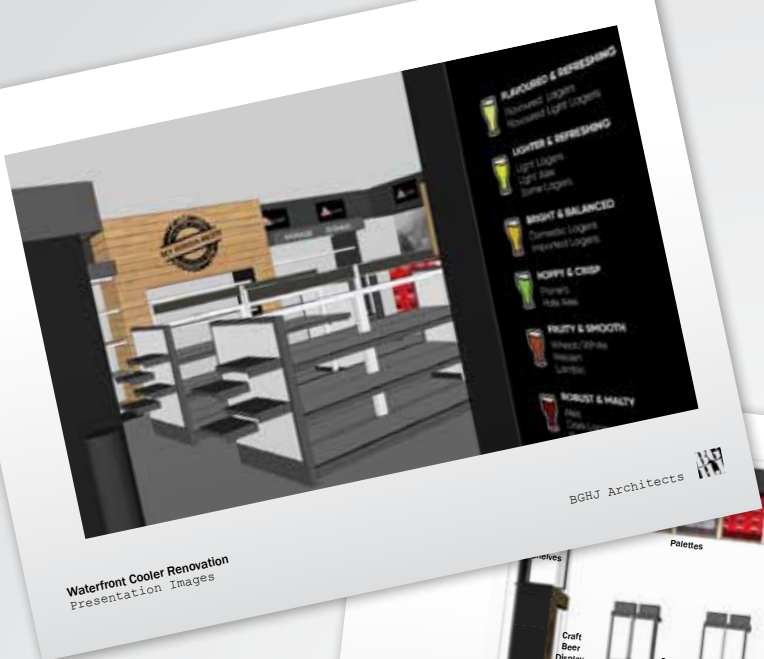 FLAVOURED & REFRESHING
Flavoured Lagers
Flavoured Light Lagers
LIGHTER & REFRESHING
Light Lagers
Light Ales
Some Lagers
BRIGHT & BALANCED
Domestic Lagers
Imported Lagers
HOPPY & CRISP
Pale Ales
FRUITY & SMOOTH
Wheat/White
ROBUST & MALTY
Ales
BGHJ Architects
Waterfront Cooler Renovation
Presentation Images
Palettes
Craft
Beer